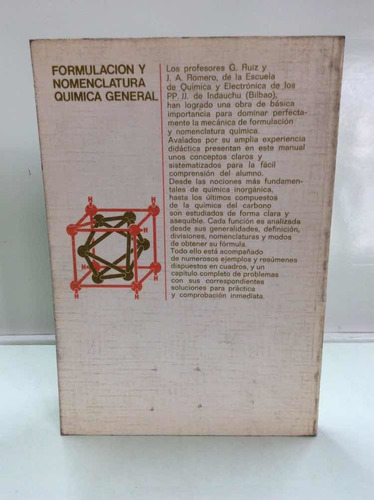 FORMULACION Y
NOMENCLATURA
QUIMICA GENERAL
Los profesores G. Ruiz y
J. A. Romero, de la Escuela
de Química y Electrónica de los
PP. JJ. de Indauchu (Bilbao),
han logrado una obra de básica
importancia para dominar perfecta-
mente la mecánica de formulación
y nomenclatura química.
Avalados por su amplia experiencia
didáctica presentan en este manual
unos conceptos claros y
sistematizados para la fácil
comprensión del alumno.
Desde las nociones más fundamen-
tales de química inorgánica,
hasta los últimos compuestos
de la química del carbono
son estudiados de forma clara y
asequible. Cada función es analizada
desde sus generalidades, definición,
divisiones, nomenclaturas y modos
de obtener su fórmula.
Todo ello está acompañado
de numerosos ejemplos y resúmenes
dispuestos en cuadros, y un
capítulo completo de problemas
con sus correspondientes
soluciones para práctica
y comprobación inmediata.
H
H
H
H
H
H
H
H